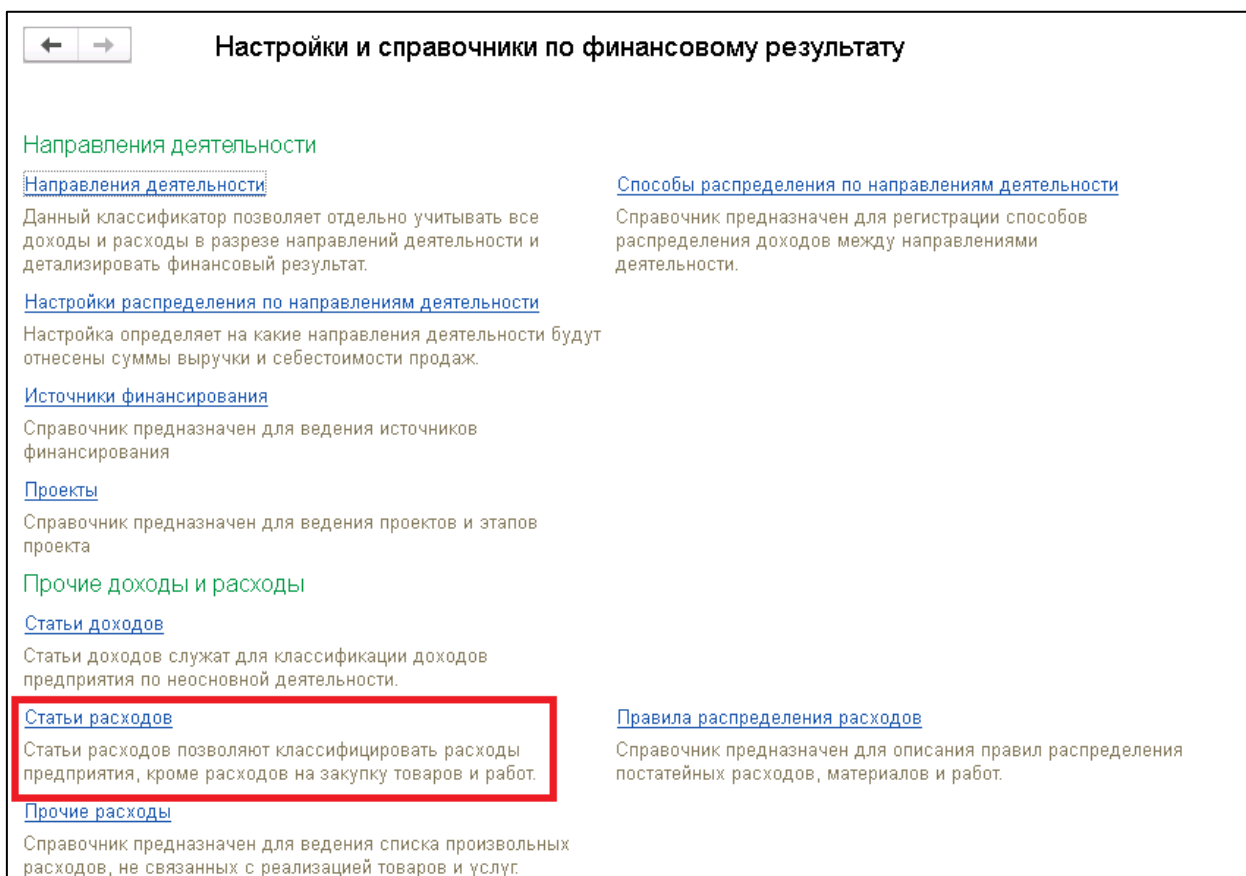 Настройки и справочники по финансовому результату
Направления деятельности
Направления деятельности
Данный классификатор позволяет отдельно учитывать все
доходы и расходы в разрезе направлений деятельности и
детализировать финансовый результат.
Способы распределения по направлениям деятельности
Справочник предназначен для регистрации способов
распределения доходов между направлениями
деятельности.
Настройки распределения по направлениям деятельности
Настройка определяет на какие направления деятельности будут
отнесены суммы выручки и себестоимости продаж.
Источники финансирования
Справочник предназначен для ведения источников
финансирования
Проекты
Справочник предназначен для ведения проектов и этапов
проекта
Прочие доходы и расходы
Статьи доходов
Статьи доходов служат для классификации доходов
предприятия по неосновной деятельности.
Статьи расходов
Статьи расходов позволяют классифицировать расходы
предприятия, кроме расходов на закупку товаров и работ.
Правила распределения расходов
Справочник предназначен для описания правил распределения
постатейных расходов, материалов и работ.
Прочие расходы
Справочник предназначен для ведения списка произвольных
расходов, не связанных с реализацией товаров и услуг.